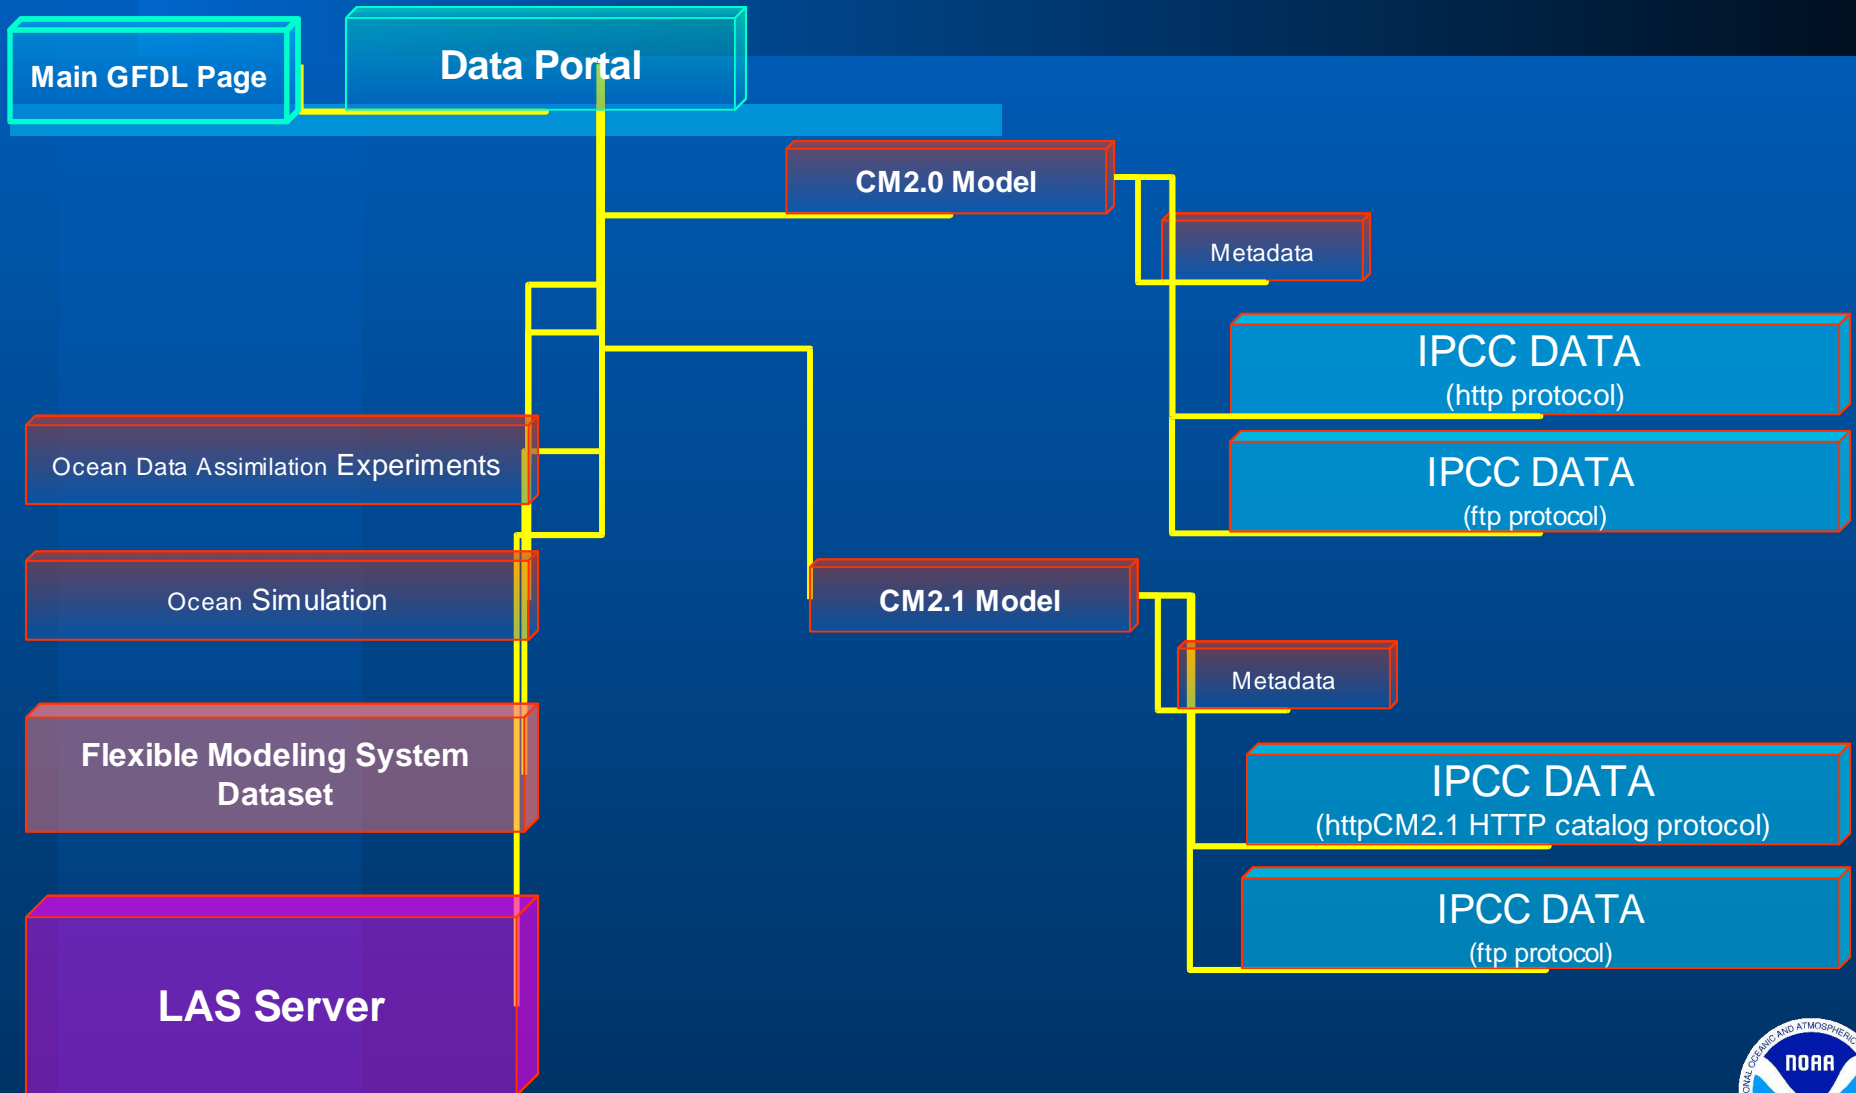 Main GFDL Page
Data Portal
CM2.0 Model
Metadata
IPCC DATA
(http protocol)
IPCC DATA
(ftp protocol)
Ocean Data Assimilation Experiments
Ocean Simulation
CM2.1 Model
Metadata
Flexible Modeling System
Dataset
IPCC DATA
(httpCM2.1 HTTP catalog protocol)
IPCC DATA
(ftp protocol)
LAS Server
AND ATMOSPHERIC
NOAA